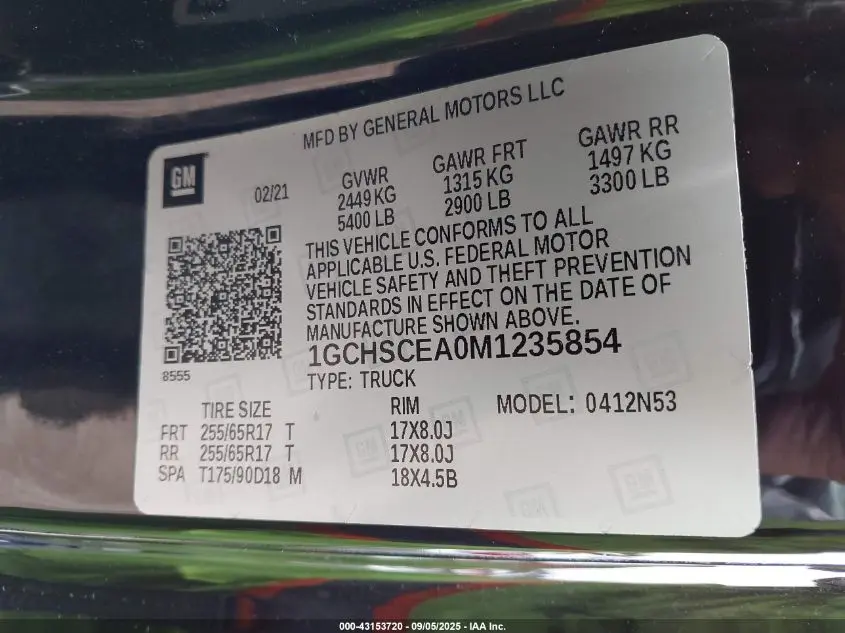 MFD BY GENERAL MOTORS LLC
GM
02/21
GVWR
2449 KG
5400 LB
GAWR FRT
1315 KG
2900 LB
GAWR RR
1497 KG
3300 LB
THIS VEHICLE CONFORMS TO ALL
APPLICABLE U.S. FEDERAL MOTOR
VEHICLE SAFETY AND THEFT PREVENTION
STANDARDS IN EFFECT ON THE DATE OF
MANUFACTURE SHOWN ABOVE.
1GCHSCEA0M1235854
8555
TYPE: TRUCK
TIRE SIZE RIM MODEL: 0412N53
FRT 255/65R17 T 17X8.0J
RR 255/65R17 T 17X8.0J
SPA T175/90D18 M 18X4.5B
000-43153720 - 09/05/2025 - IAA Inc.